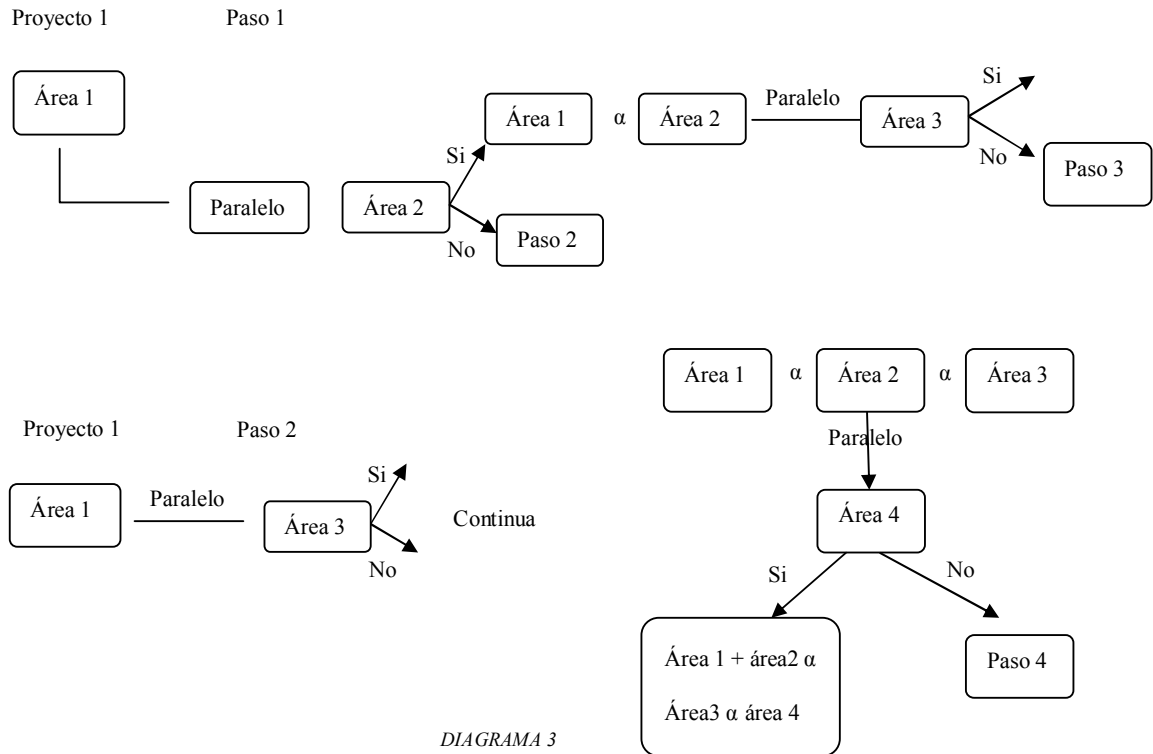 Proyecto 1 Paso 1
Área 1
Paralelo
Área 2
Si
No
Área 1 α Área 2 Paralelo Área 3
Paso 2
Si
No
Paso 3
Área 1 α Área 2 α Área 3
Paralelo
Área 4
Si
No
Área 1 + área2 α
Área3 α área 4
Paso 4
Proyecto 1 Paso 2
Área 1 Paralelo Área 3
Si
No
Continua
DIAGRAMA 3